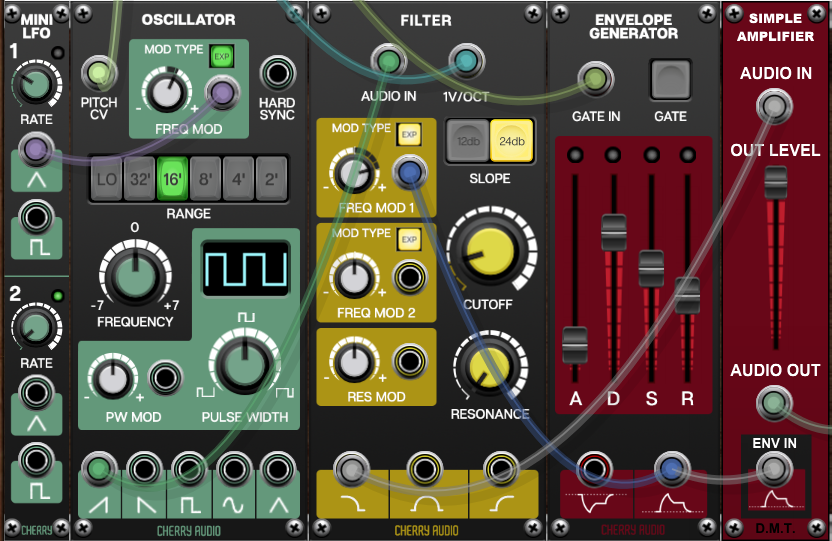 MINI
LFO
1
RATE
2
RATE
CHERRY
OSCILLATOR
MOD TYPE
EXP
- +
FREQ MOD
PITCH
CV
HARD
SYNC
LO 32' 16' 8' 4' 2'
RANGE
0
-7 +7
FREQUENCY
- +
PW MOD
PULSE WIDTH
CHERRY AUDIO
FILTER
AUDIO IN
1V/OCT
MOD TYPE
EXP
- +
FREQ MOD 1
12db 24db
SLOPE
MOD TYPE
EXP
- +
FREQ MOD 2
CUTOFF
- +
RES MOD
RESONANCE
CHERRY AUDIO
ENVELOPE
GENERATOR
GATE IN
GATE
A D S R
CHERRY AUDIO
SIMPLE
AMPLIFIER
AUDIO IN
OUT LEVEL
AUDIO OUT
ENV IN
D.M.T.